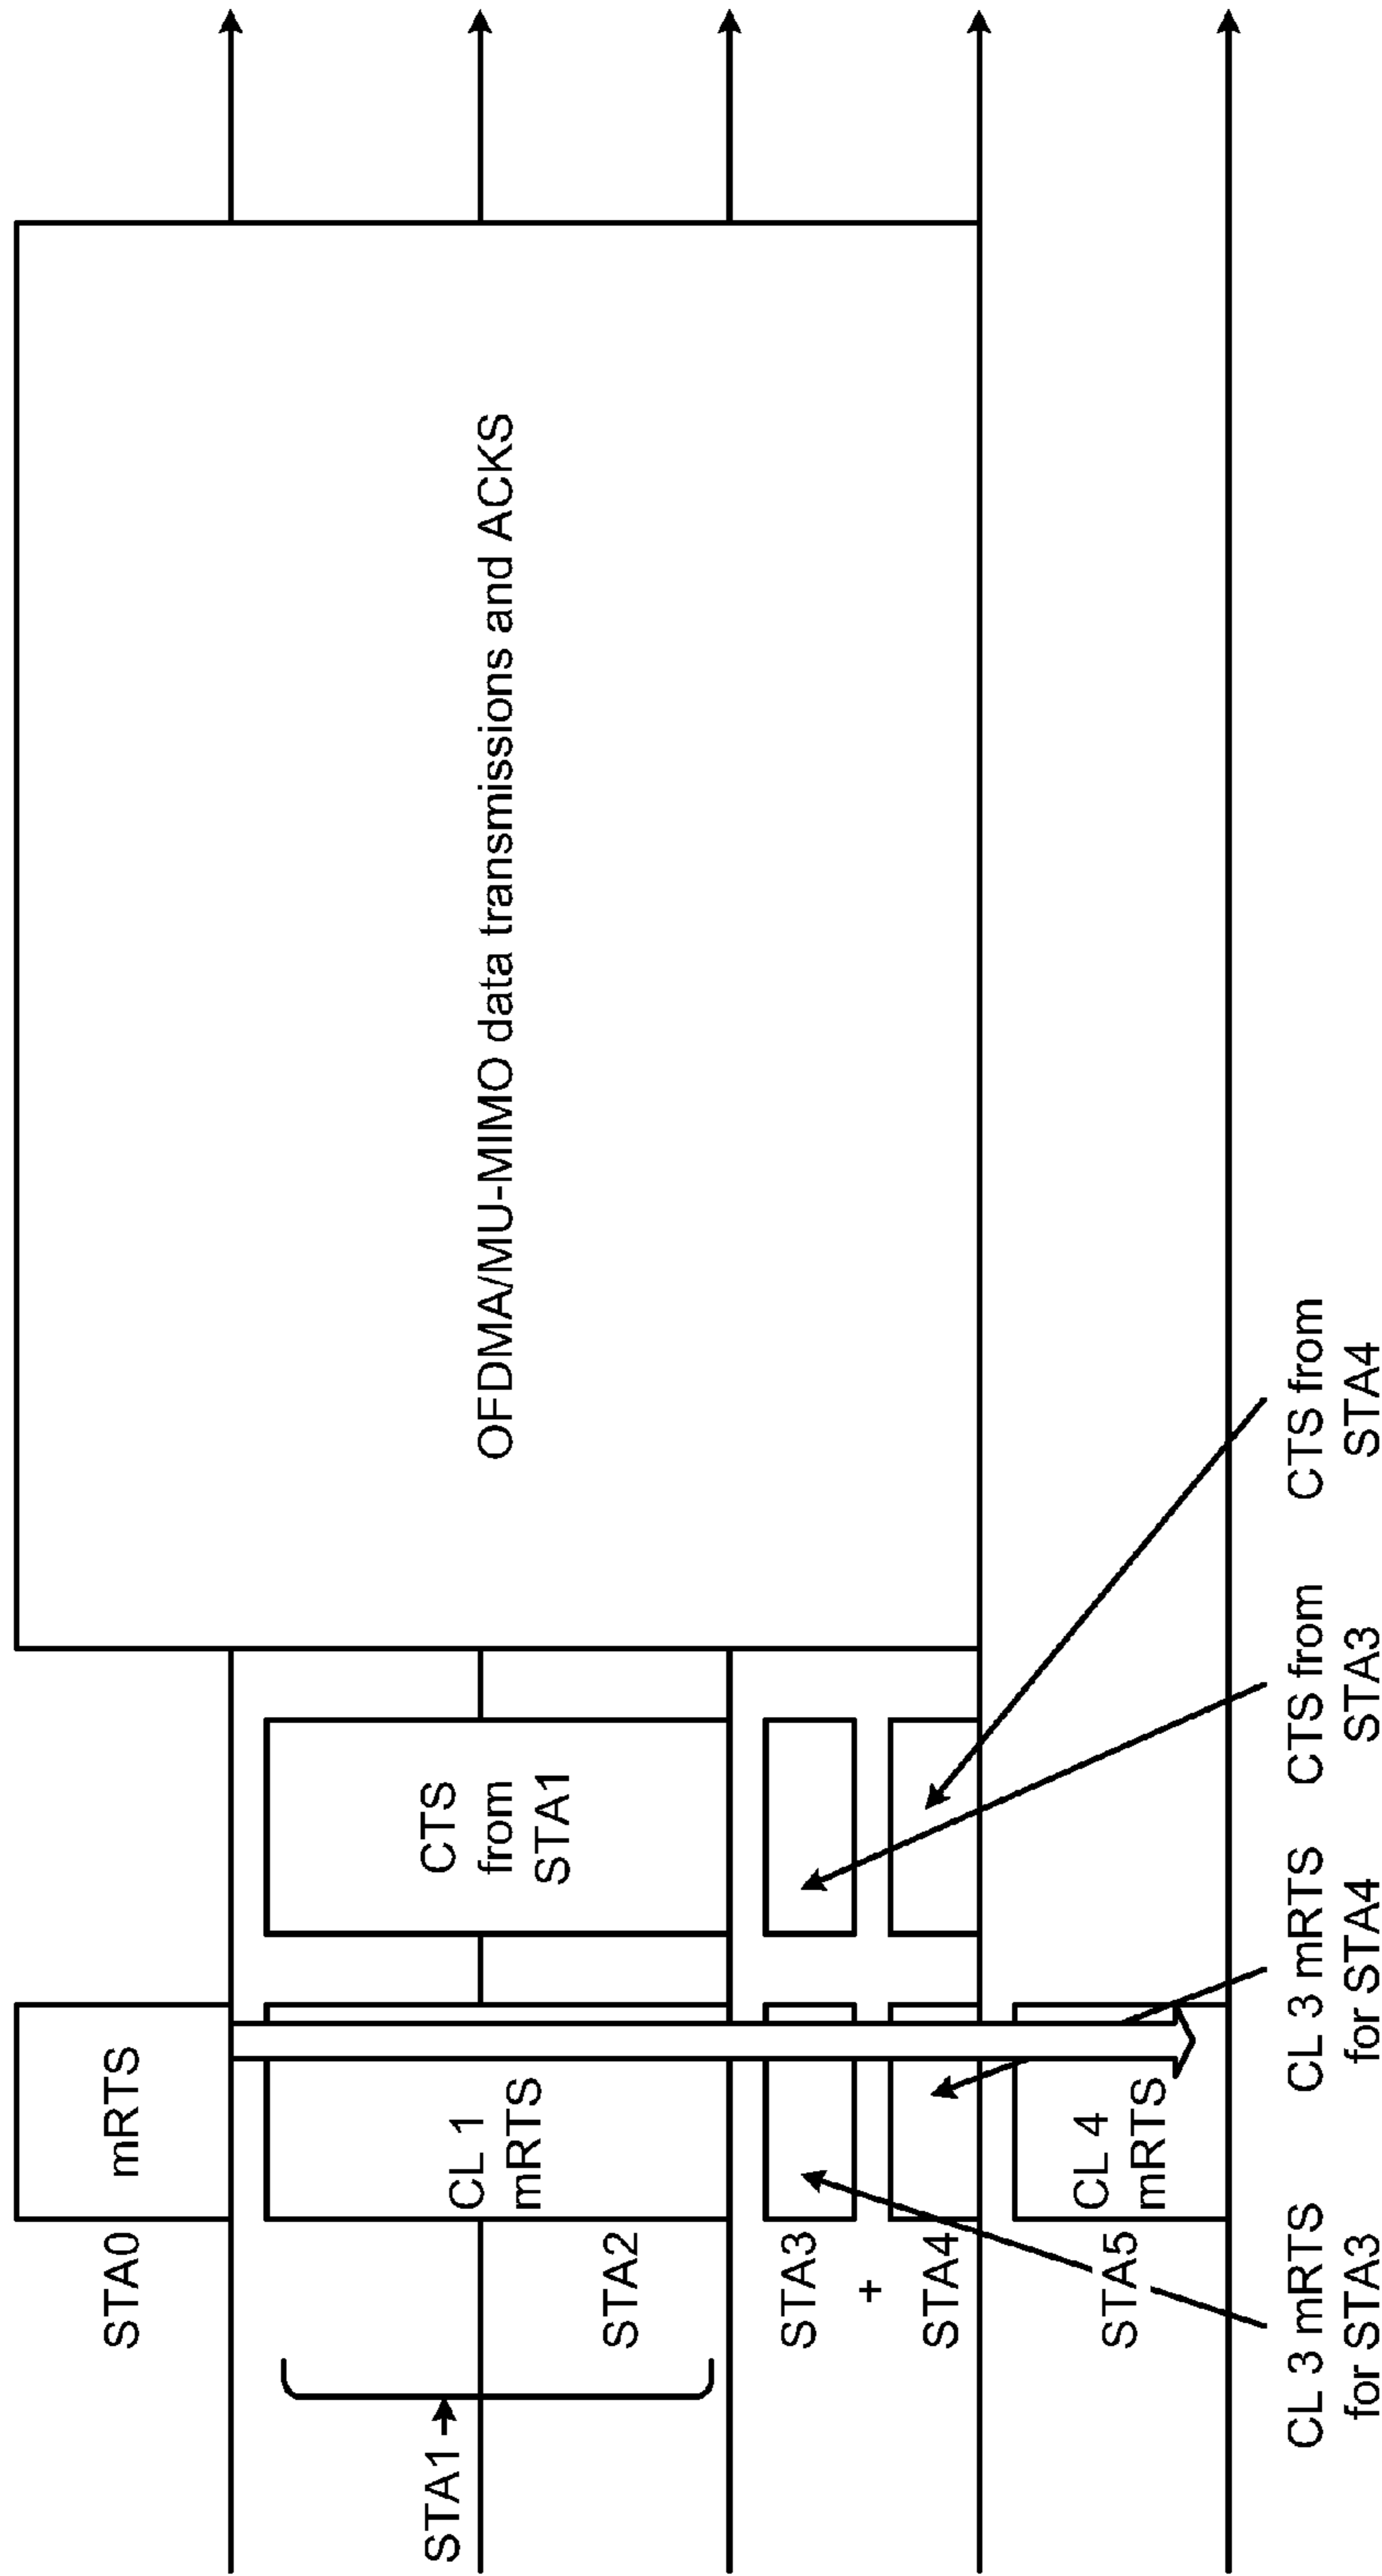 STA0
mRTS
STA1
STA2
CL 1
mRTS
CTS
from
STA1
OFDMA/MU-MIMO data transmissions and ACKS
STA3
+
STA4
STA5
CL 4
mRTS
CL 3 mRTS
for STA3
CL 3 mRTS
for STA4
CTS from
STA3
CTS from
STA4